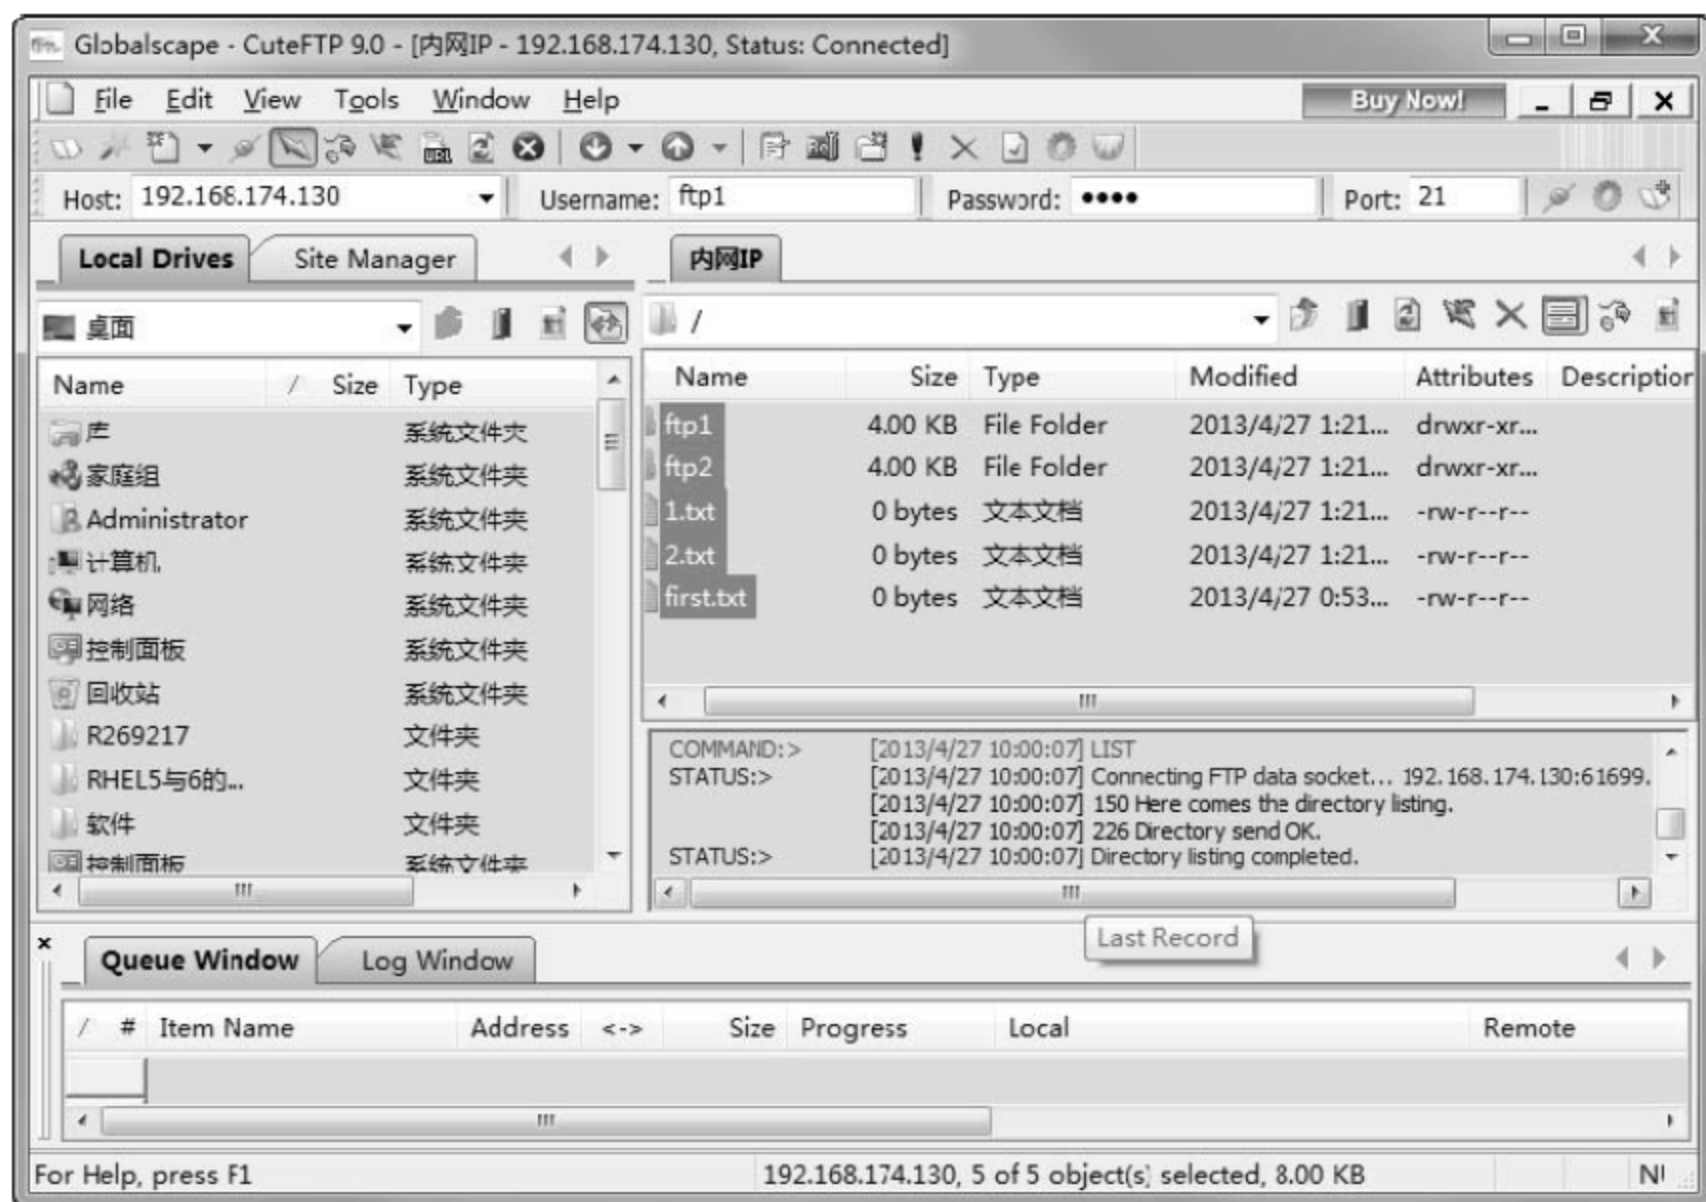 Globalscape - CuteFTP 9.0 - [内网IP - 192.168.174.130, Status: Connected]
File Edit View Tools Window Help Buy Now!
URL
Host: 192.168.174.130 Username: ftp1 Password: •••• Port: 21
Local Drives Site Manager 内网IP
桌面 /
Name / Size Type
库 系统文件夹
家庭组 系统文件夹
Administrator 系统文件夹
计算机 系统文件夹
网络 系统文件夹
控制面板 系统文件夹
回收站 系统文件夹
R269217 文件夹
RHEL5与6的... 文件夹
软件 文件夹
控制面板 系统文件夹
Name Size Type Modified Attributes Description
ftp1 4.00 KB File Folder 2013/4/27 1:21... drwxr-xr...
ftp2 4.00 KB File Folder 2013/4/27 1:21... drwxr-xr...
1.txt 0 bytes 文本文档 2013/4/27 1:21... -rw-r--r--
2.txt 0 bytes 文本文档 2013/4/27 1:21... -rw-r--r--
first.txt 0 bytes 文本文档 2013/4/27 0:53... -rw-r--r--
COMMAND:> [2013/4/27 10:00:07] LIST
STATUS:> [2013/4/27 10:00:07] Connecting FTP data socket... 192.168.174.130:61699.
[2013/4/27 10:00:07] 150 Here comes the directory listing.
[2013/4/27 10:00:07] 226 Directory send OK.
STATUS:> [2013/4/27 10:00:07] Directory listing completed.
Last Record
Queue Window Log Window
/ # Item Name Address <-> Size Progress Local Remote
For Help, press F1 192.168.174.130, 5 of 5 object(s) selected, 8.00 KB